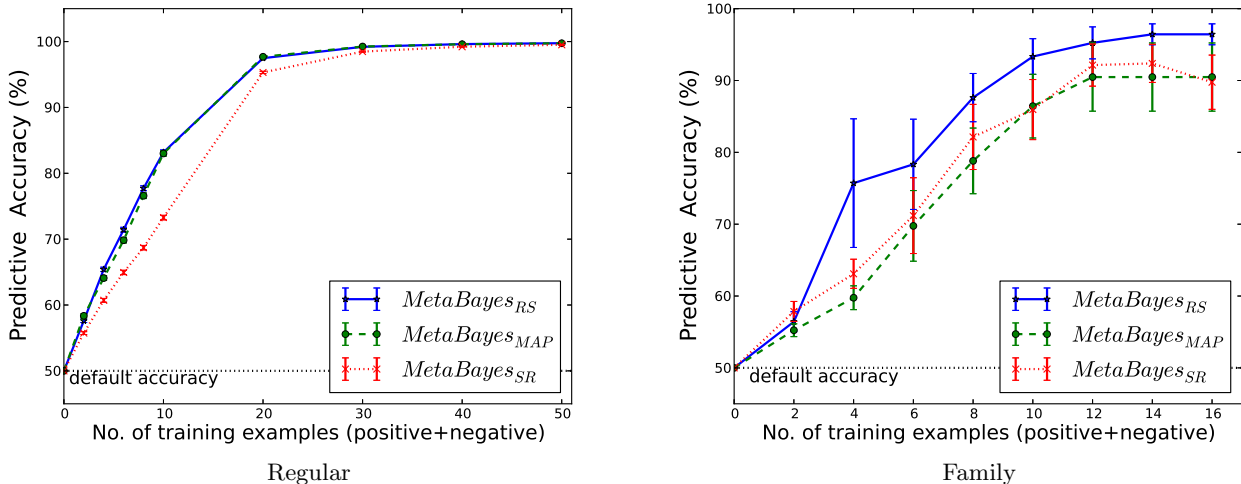 100
90
80
70
60
50
Predictive Accuracy (%)
default accuracy
MetaBayes_RS
MetaBayes_MAP
MetaBayes_SR
0 10 20 30 40 50
No. of training examples (positive+negative)
Regular
100
90
80
70
60
50
Predictive Accuracy (%)
default accuracy
MetaBayes_RS
MetaBayes_MAP
MetaBayes_SR
0 2 4 6 8 10 12 14 16
No. of training examples (positive+negative)
Family